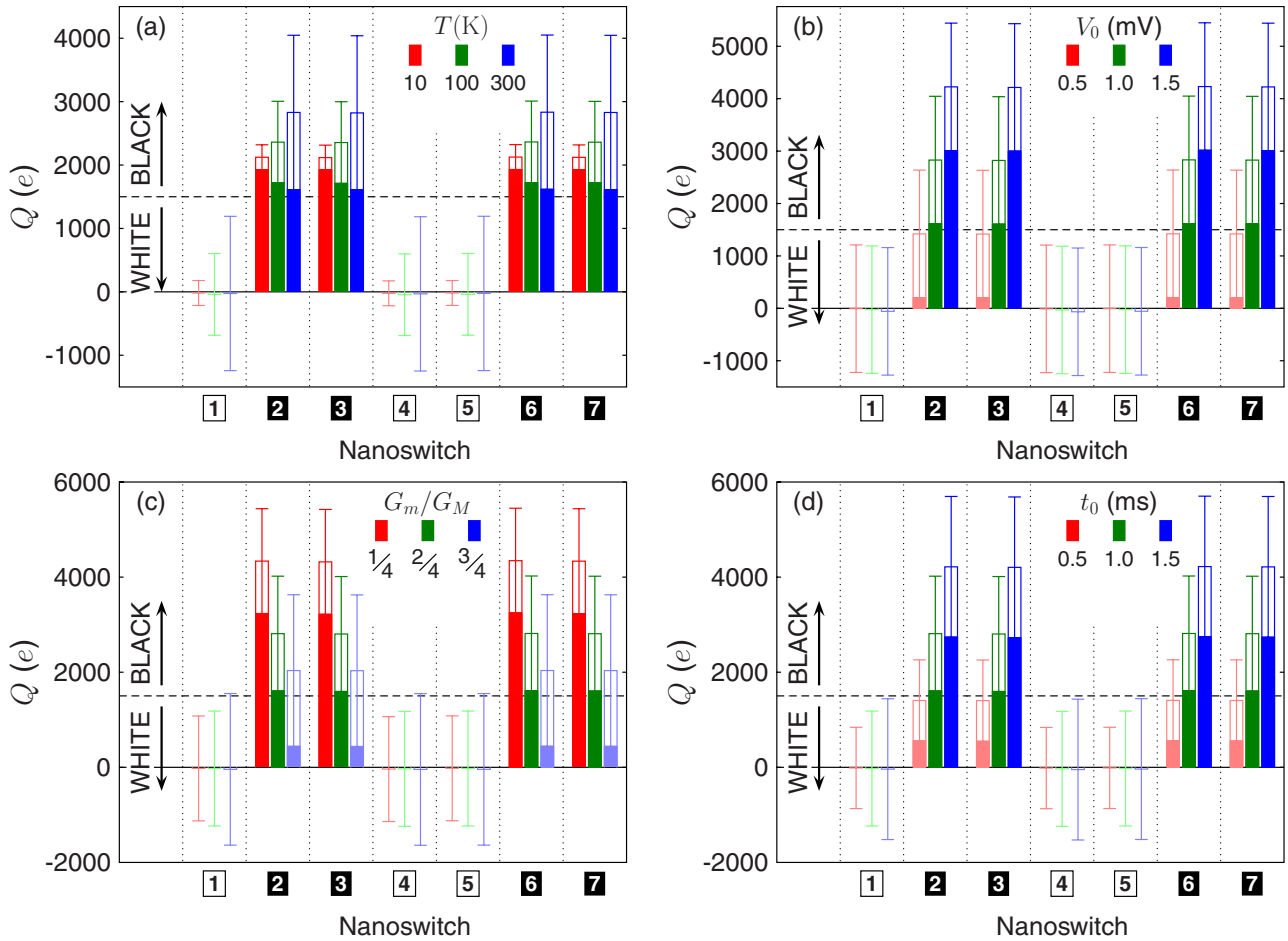 (a)
T(K)
10 100 300
4000
3000
2000
1000
0
-1000
Q (e)
BLACK
WHITE
1 2 3 4 5 6 7
Nanoswitch
(b)
V0 (mV)
0.5 1.0 1.5
5000
4000
3000
2000
1000
0
-1000
Q (e)
BLACK
WHITE
1 2 3 4 5 6 7
Nanoswitch
(c)
Gm/GM
1/4 2/4 3/4
6000
4000
2000
0
-2000
Q (e)
BLACK
WHITE
1 2 3 4 5 6 7
Nanoswitch
(d)
t0 (ms)
0.5 1.0 1.5
6000
4000
2000
0
-2000
Q (e)
BLACK
WHITE
1 2 3 4 5 6 7
Nanoswitch